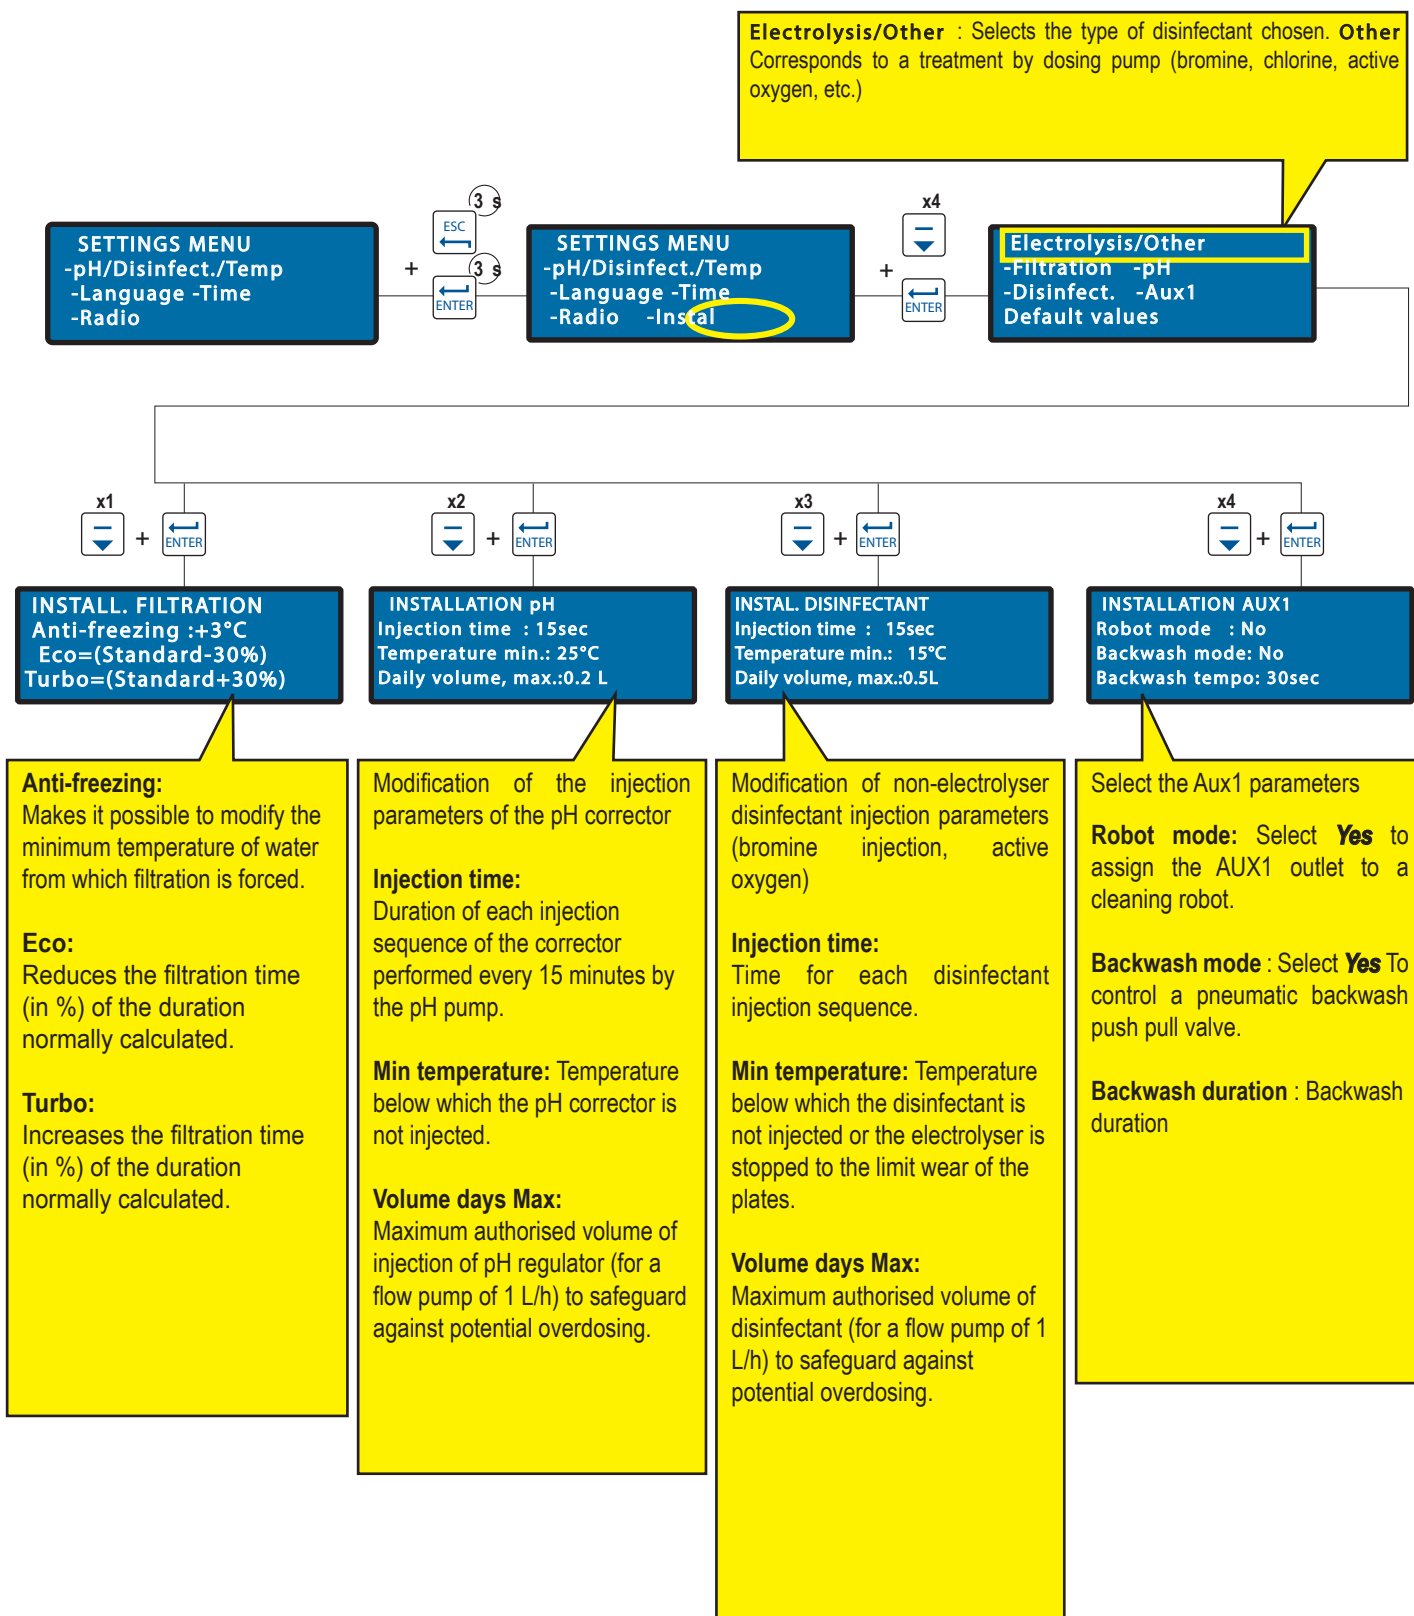 Electrolysis/Other : Selects the type of disinfectant chosen. Other
Corresponds to a treatment by dosing pump (bromine, chlorine, active
oxygen, etc.)
SETTINGS MENU
-pH/Disinfect./Temp
-Language -Time
-Radio
+
3 s
ESC
3 s
ENTER
SETTINGS MENU
-pH/Disinfect./Temp
-Language -Time
-Radio -Instal
+
x4
ENTER
Electrolysis/Other
-Filtration -pH
-Disinfect. -Aux1
Default values
x1
+
ENTER
x2
+
ENTER
x3
+
ENTER
x4
+
ENTER
INSTALL. FILTRATION
Anti-freezing :+3°C
Eco=(Standard-30%)
Turbo=(Standard+30%)
INSTALLATION pH
Injection time : 15sec
Temperature min.: 25°C
Daily volume, max.:0.2 L
INSTAL. DISINFECTANT
Injection time : 15sec
Temperature min.: 15°C
Daily volume, max.:0.5L
INSTALLATION AUX1
Robot mode : No
Backwash mode: No
Backwash tempo: 30sec
Anti-freezing:
Makes it possible to modify the
minimum temperature of water
from which filtration is forced.
Eco:
Reduces the filtration time
(in %) of the duration
normally calculated.
Turbo:
Increases the filtration time
(in %) of the duration
normally calculated.
Modification of the injection
parameters of the pH corrector
Injection time:
Duration of each injection
sequence of the corrector
performed every 15 minutes by
the pH pump.
Min temperature: Temperature
below which the pH corrector is
not injected.
Volume days Max:
Maximum authorised volume of
injection of pH regulator (for a
flow pump of 1 L/h) to safeguard
against potential overdosing.
Modification of non-electrolyser
disinfectant injection parameters
(bromine injection, active
oxygen)
Injection time:
Time for each disinfectant
injection sequence.
Min temperature: Temperature
below which the disinfectant is
not injected or the electrolyser is
stopped to the limit wear of the
plates.
Volume days Max:
Maximum authorised volume of
disinfectant (for a flow pump of 1
L/h) to safeguard against
potential overdosing.
Select the Aux1 parameters
Robot mode: Select Yes to
assign the AUX1 outlet to a
cleaning robot.
Backwash mode : Select Yes To
control a pneumatic backwash
push pull valve.
Backwash duration : Backwash
duration